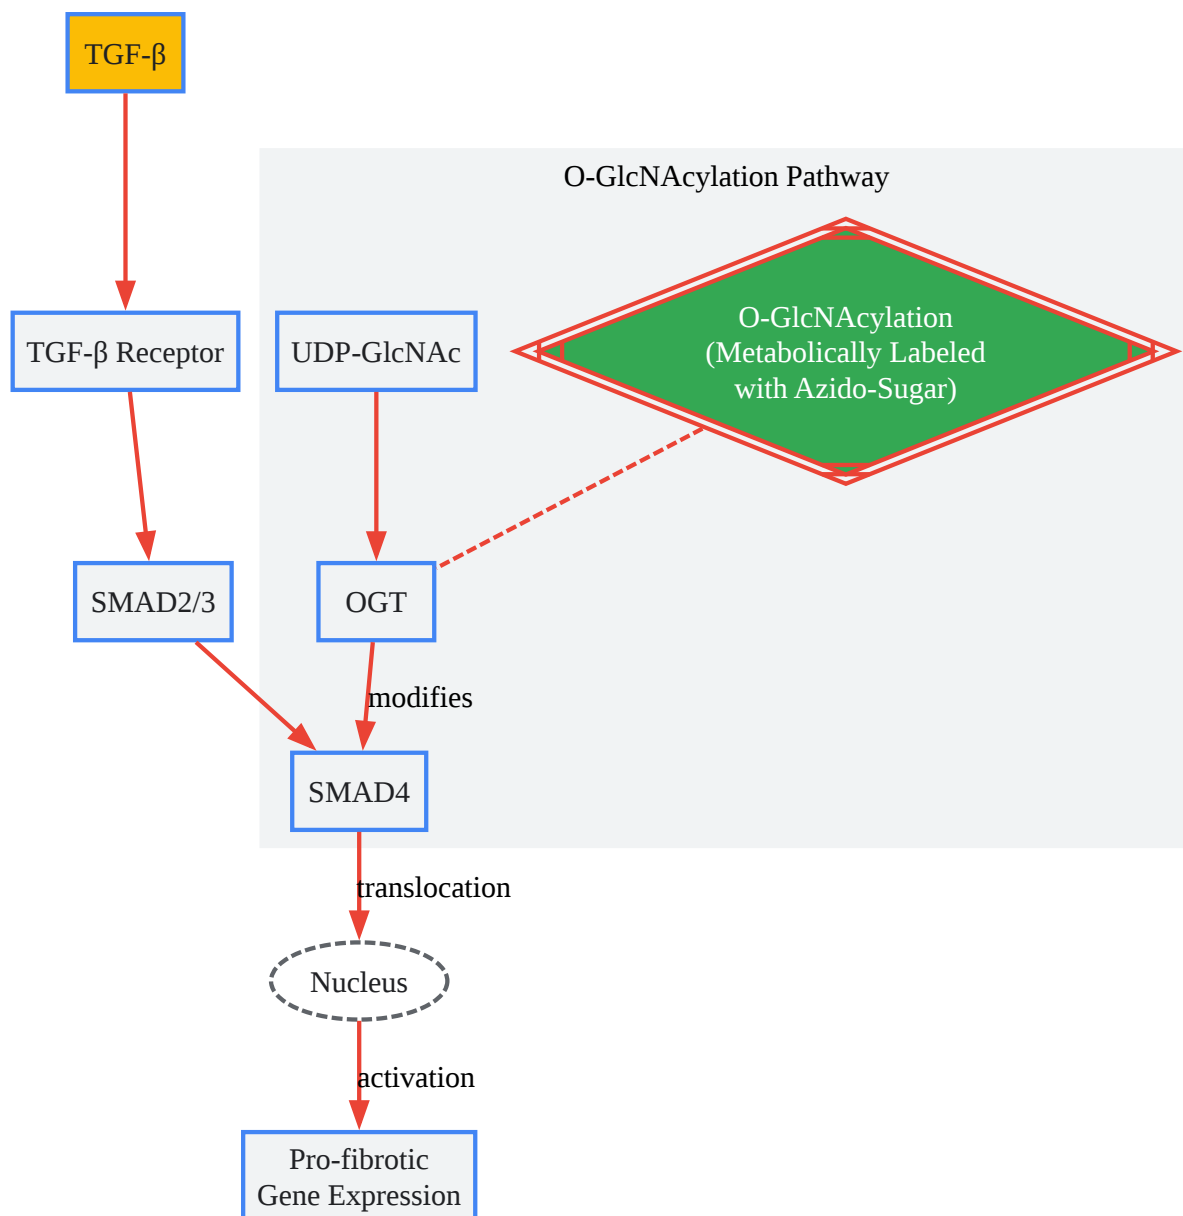 TGF-β
O-GlcNAcylation Pathway
O-GlcNAcylation
(Metabolically Labeled
with Azido-Sugar)
TGF-β Receptor
UDP-GlcNAc
SMAD2/3
OGT
modifies
SMAD4
translocation
Nucleus
activation
Pro-fibrotic
Gene Expression